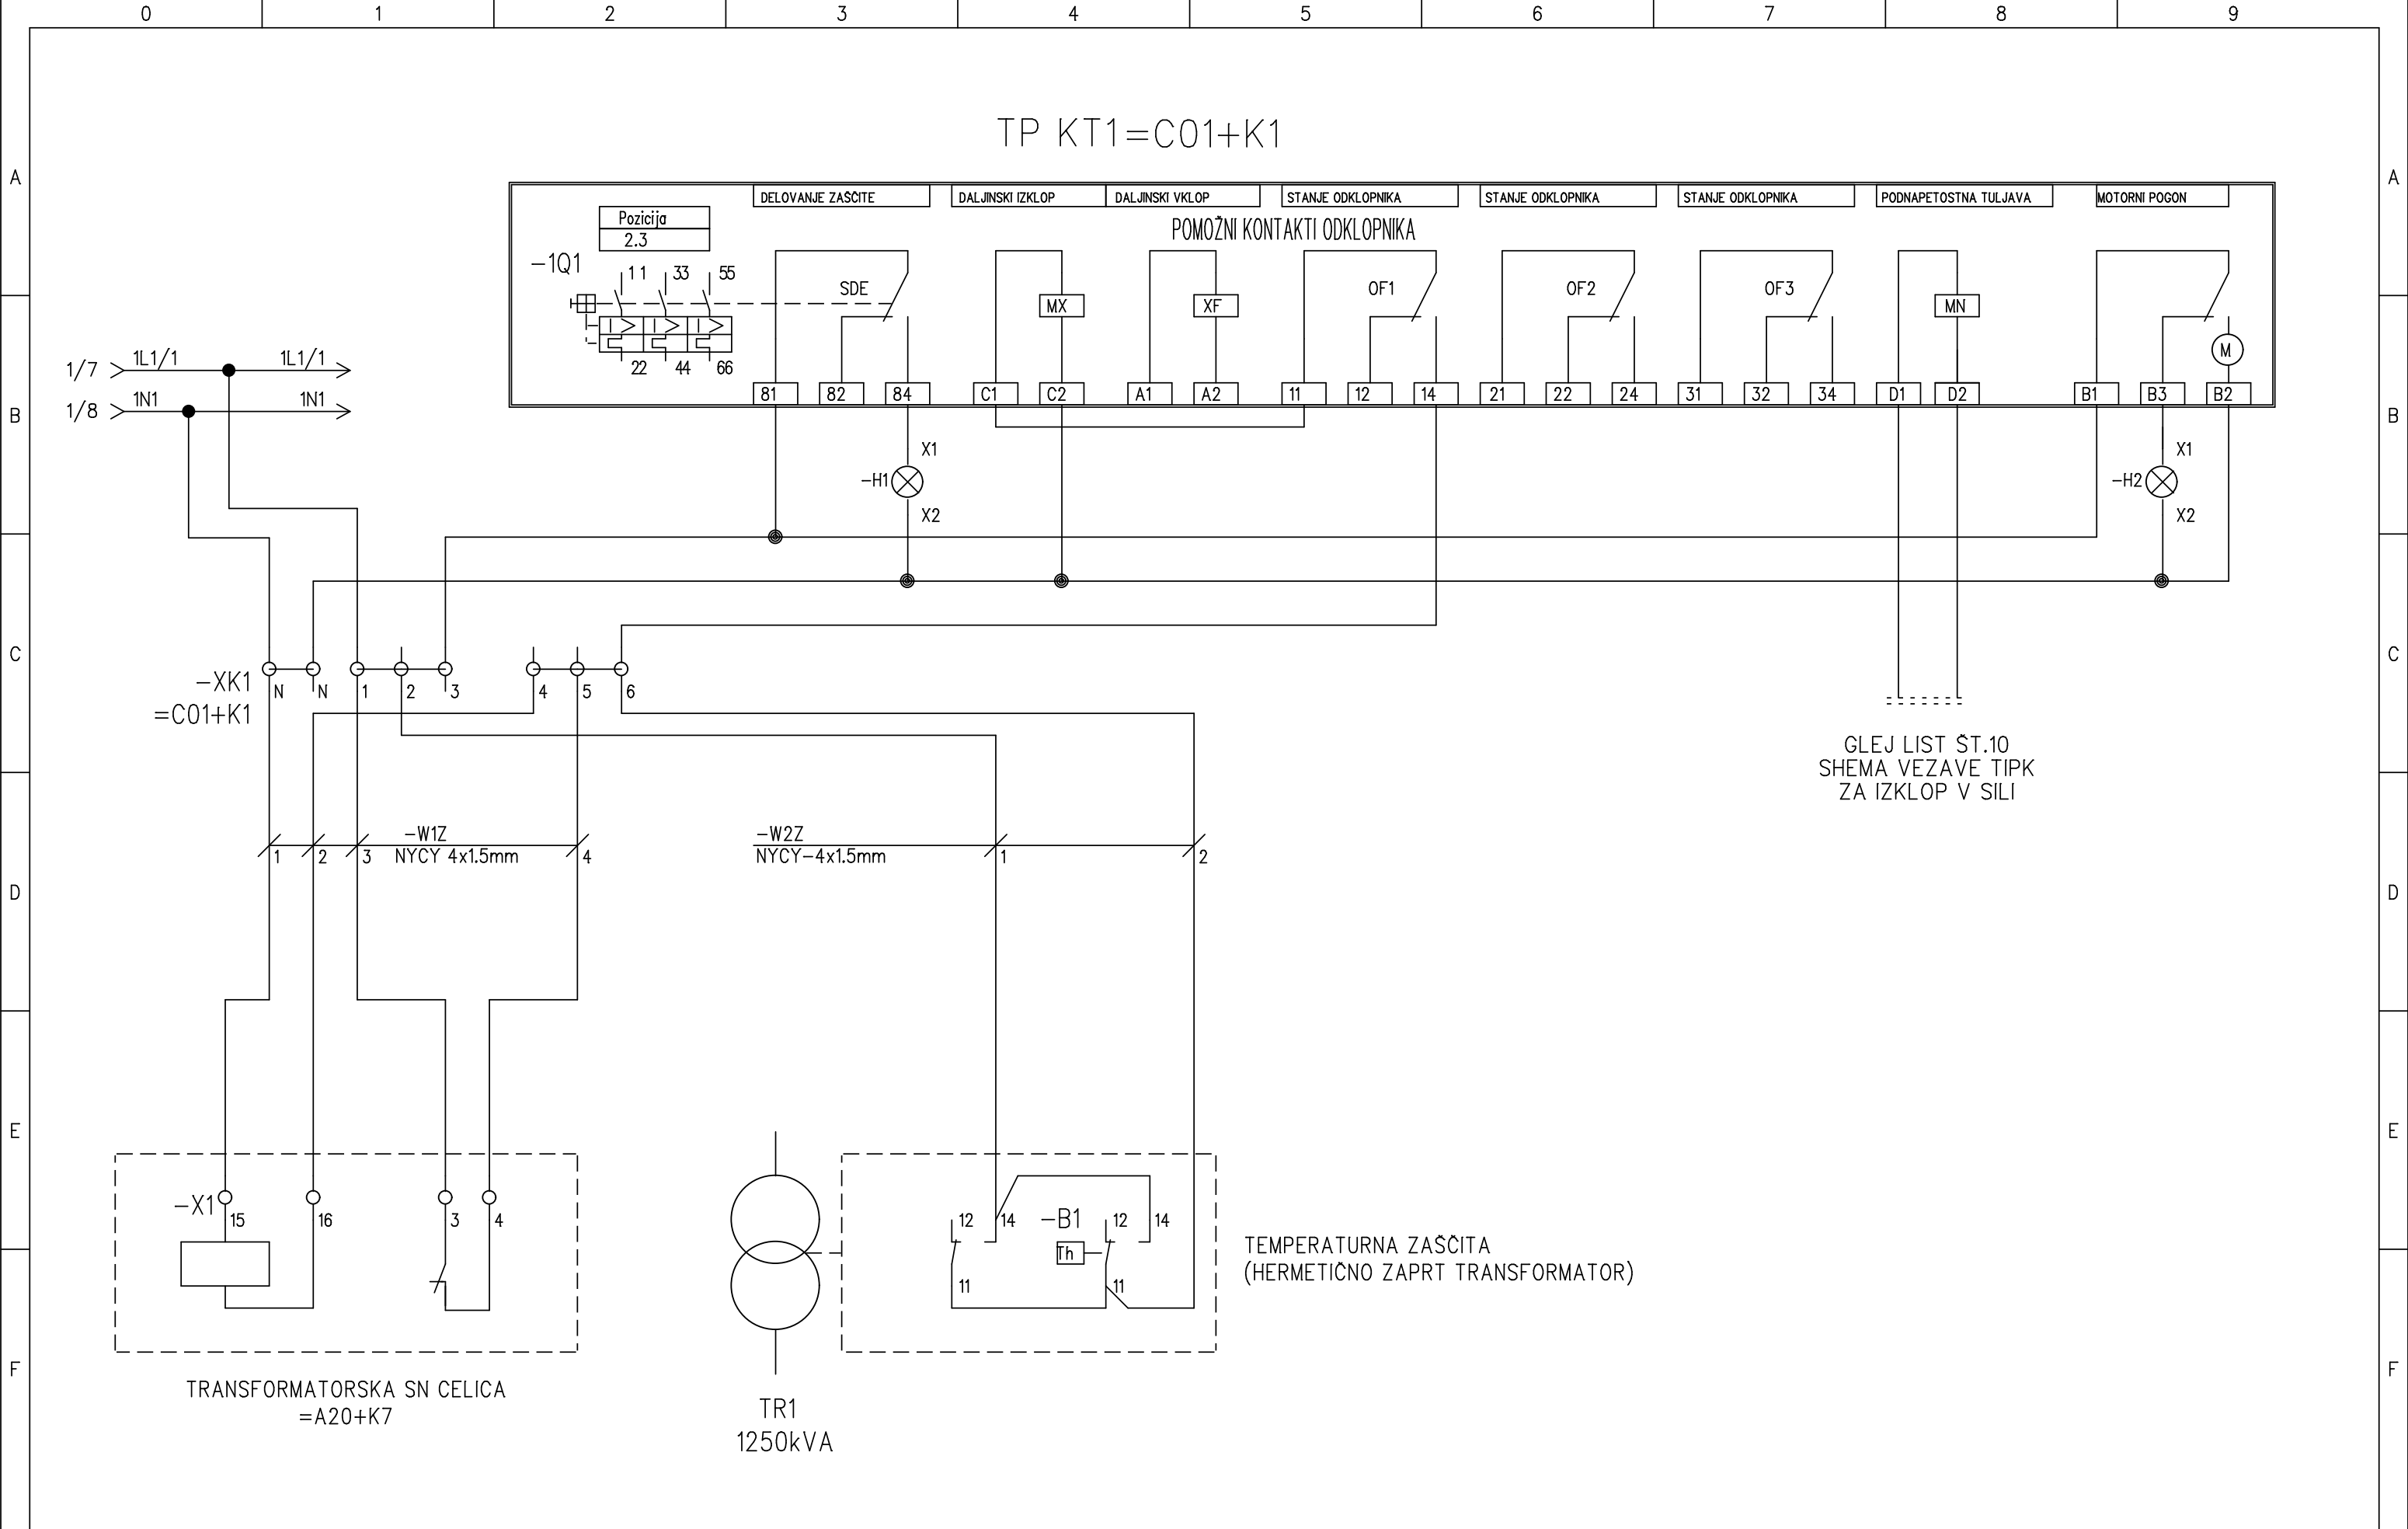 0 1 2 3 4 5 6 7 8 9
TP KT1=C01+K1
A A
DELOVANJE ZAŠČITE DALJINSKI IZKLOP DALJINSKI VKLOP STANJE ODKLOPNIKA STANJE ODKLOPNIKA STANJE ODKLOPNIKA PODNAPETOSTNA TULJAVA MOTORNI POGON
Pozicija
2.3
POMOŽNI KONTAKTI ODKLOPNIKA
-1Q1
11 33 55
SDE MX XF OF1 OF2 OF3 MN
M
22 44 66
1/7 1L1/1 1L1/1
1/8 1N1 1N1
81 82 84 C1 C2 A1 A2 11 12 14 21 22 24 31 32 34 D1 D2 B1 B3 B2
B B
X1 X1
-H1 -H2
X2 X2
C C
-XK1
=C01+K1
N N 1 2 3 4 5 6
GLEJ LIST ŠT.10
SHEMA VEZAVE TIPK
ZA IZKLOP V SILI
-W1Z -W2Z
1 2 3 NYCY 4x1.5mm 4 NYCY-4x1.5mm 1 2
D D
E E
-X1 15 16 3 4
12 14 -B1 12 14
Th
11 11
TEMPERATURNA ZAŠČITA
(HERMETIČNO ZAPRT TRANSFORMATOR)
F F
TRANSFORMATORSKA SN CELICA
=A20+K7
TR1
1250kVA